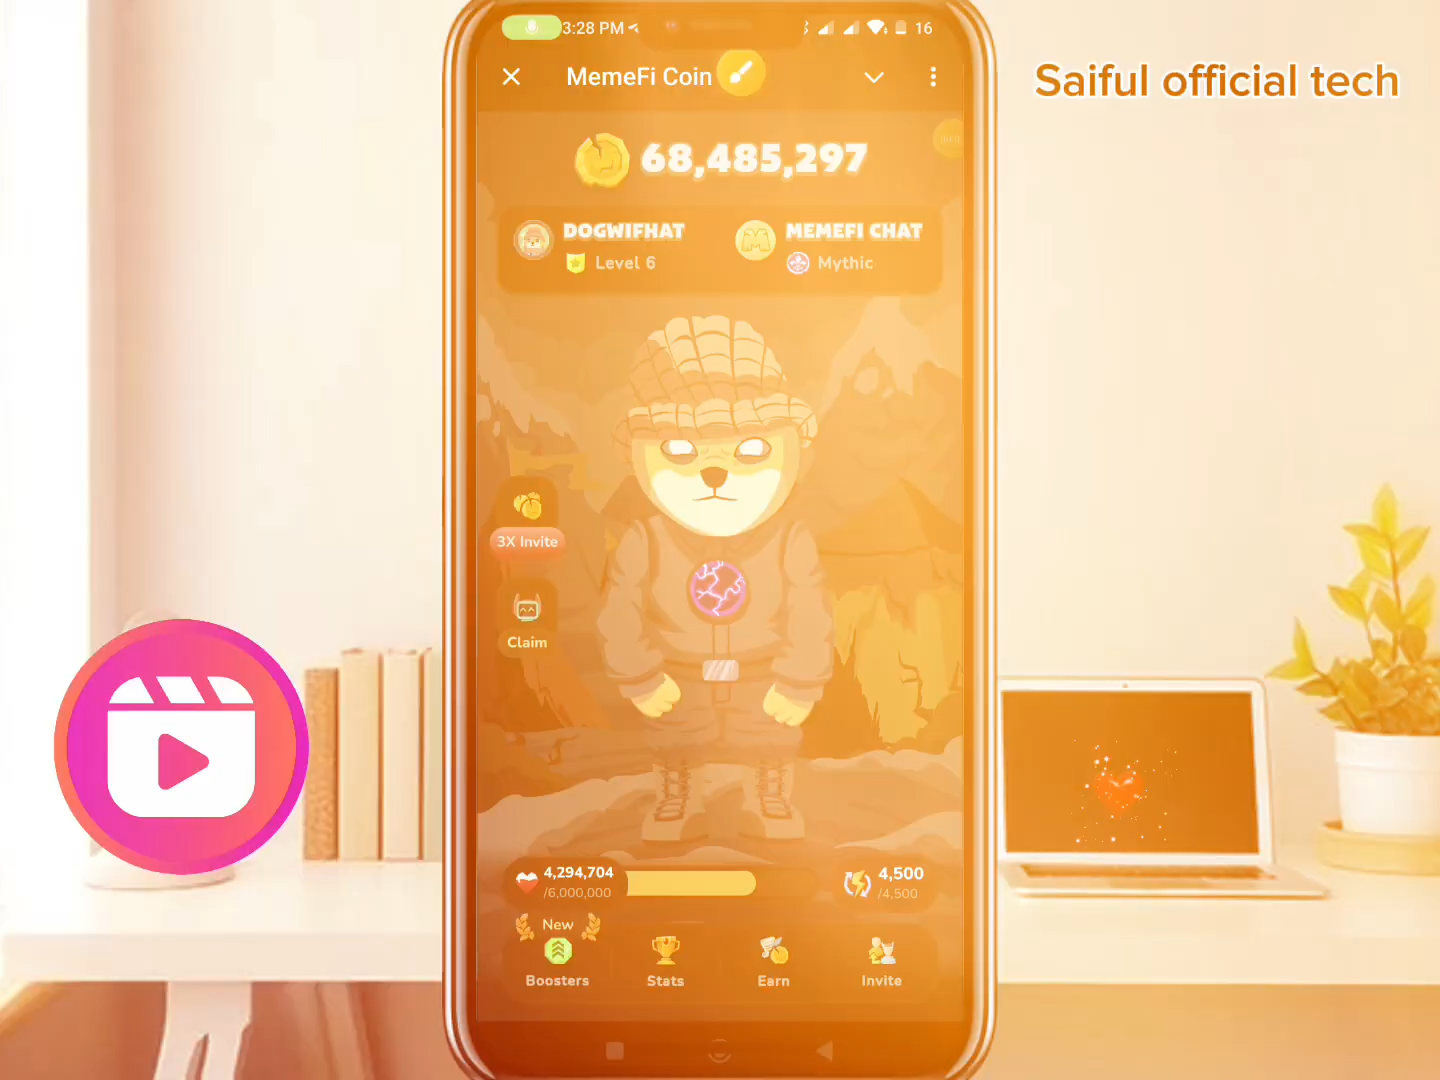 3:28 PM
16
MemeFi Coin
Saiful official tech
68,485,297
DOGWIFHAT
Level 6
MEMEFI CHAT
Mythic
3X Invite
Claim
4,294,704
/6,000,000
4,500
/4,500
New
Boosters
Stats
Earn
Invite